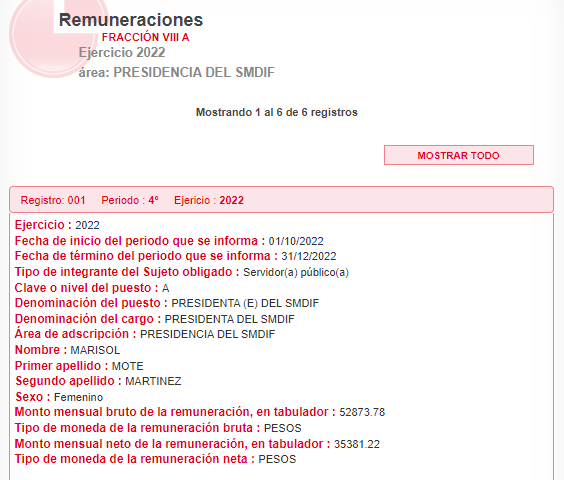 Remuneraciones
FRACCIÓN VIII A
Ejercicio 2022
área: PRESIDENCIA DEL SMDIF
Mostrando 1 al 6 de 6 registros
MOSTRAR TODO
Registro: 001 Periodo : 4º Ejericio : 2022
Ejercicio : 2022
Fecha de inicio del periodo que se informa : 01/10/2022
Fecha de término del periodo que se informa : 31/12/2022
Tipo de integrante del Sujeto obligado : Servidor(a) público(a)
Clave o nivel del puesto : A
Denominación del puesto : PRESIDENTA (E) DEL SMDIF
Denominación del cargo : PRESIDENTA DEL SMDIF
Área de adscripción : PRESIDENCIA DEL SMDIF
Nombre : MARISOL
Primer apellido : MOTE
Segundo apellido : MARTINEZ
Sexo : Femenino
Monto mensual bruto de la remuneración, en tabulador : 52873.78
Tipo de moneda de la remuneración bruta : PESOS
Monto mensual neto de la remuneración, en tabulador : 35381.22
Tipo de moneda de la remuneración neta : PESOS